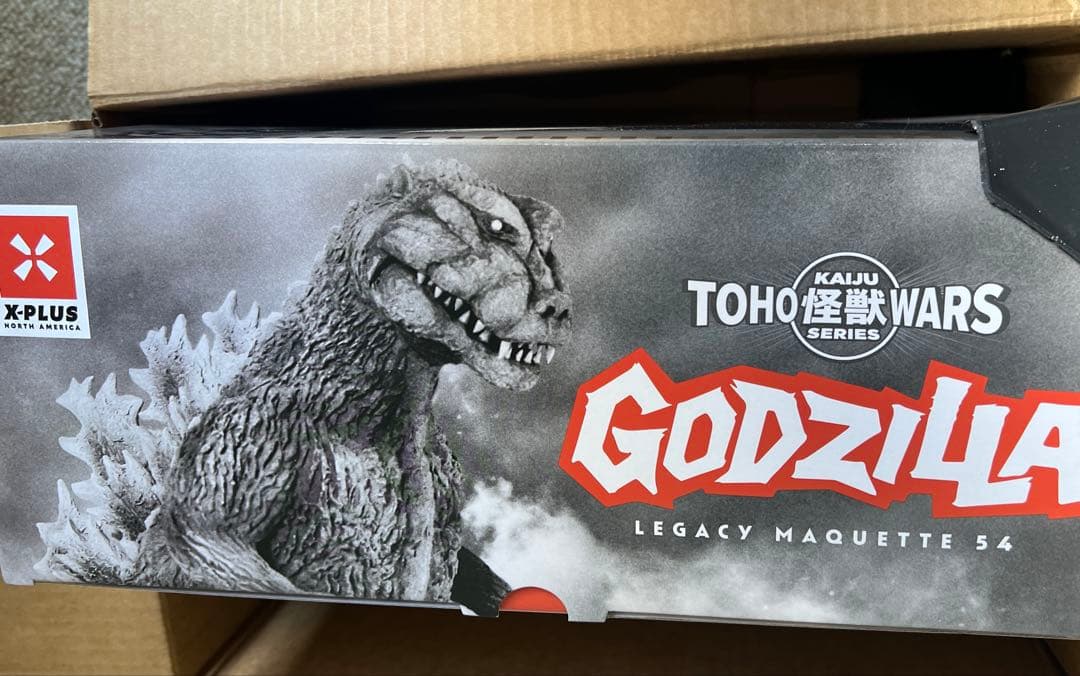 X-PLUS
NORTH AMERICA
KAIJU
TOHO怪獣WARS
SERIES
GODZILLA
LEGACY MAQUETTE 54